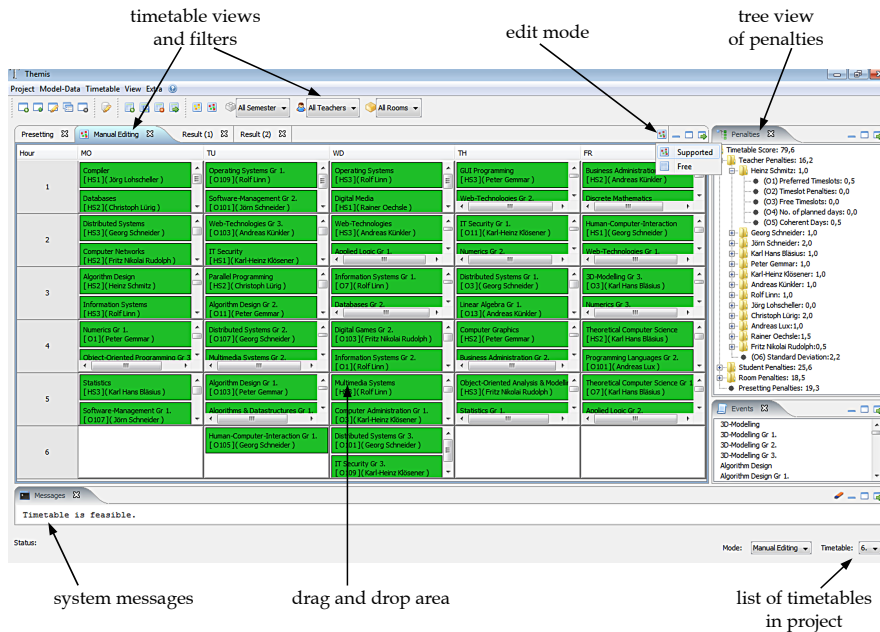 timetable views
and filters
edit mode
tree view
of penalties
Themis
Project Model-Data Timetable View Extra
All Semester
All Teachers
All Rooms
Presetting
Manual Editing
Result (1)
Result (2)
Penalties
Supported
Free
Hour MO TU WD TH FR
1
Compiler
[HS1](Jörg Lohscheller )
Databases
[HS2](Christoph Lürig )
Operating Systems Gr 1.
[O109](Rolf Linn )
Software-Management Gr 2.
[O103](Jörn Schneider )
Operating Systems
[HS3](Rolf Linn )
Digital Media
[HS1](Rainer Oechsle )
GUI Programming
[HS3](Peter Gemmar )
Web-Technologies Gr 2.
Business Administration
[HS2](Andreas Künkler )
Discrete Mathematics
2
Distributed Systems
[HS3](Georg Schneider )
Computer Networks
[HS2](Fritz Nikolai Rudolph )
Web-Technologies Gr 3.
[O103](Andreas Künkler )
IT Security
[HS1](Karl-Heinz Klösener )
Web-Technologies
[HS1](Andreas Künkler )
Applied Logic Gr 1.
IT Security Gr 1.
[O11](Karl-Heinz Klösener )
Numerics Gr 2.
Human-Computer-Interaction
[HS1](Georg Schneider )
Web-Technologies Gr 1.
3
Algorithm Design
[HS2](Heinz Schmitz )
Information Systems
[HS3](Rolf Linn )
Parallel Programming
[HS2](Christoph Lürig )
Algorithm Design Gr 2.
[O11](Peter Gemmar )
Information Systems Gr 1.
[O7](Rolf Linn )
Databases Gr 2.
Distributed Systems Gr 1.
[O3](Georg Schneider )
Linear Algebra Gr 1.
[O13](Andreas Künkler )
3D-Modelling Gr 3.
[O3](Karl Hans Bläsius )
Numerics Gr 3.
4
Numerics Gr 1.
[O1](Peter Gemmar )
Object-Oriented Programming Gr 3
Distributed Systems Gr 2.
[O107](Georg Schneider )
Multimedia Systems Gr 2.
Digital Games Gr 2.
[O103](Fritz Nikolai Rudolph )
Information Systems Gr 2.
[O1](Rolf Linn )
Computer Graphics
[HS2](Peter Gemmar )
Business Administration Gr 2.
Theoretical Computer Science
[HS2](Karl Hans Bläsius )
Programming Languages Gr 2.
[O101](Andreas Lux )
5
Statistics
[HS3](Karl Hans Bläsius )
Software-Management Gr 1.
[O107](Jörn Schneider )
Algorithm Design Gr 1.
[O103](Peter Gemmar )
Algorithms & Datastructures Gr 1.
Multimedia Systems
(Rolf Linn )
Computer Administration Gr 1.
[O3](Karl-Heinz Klösener )
Object-Oriented Analysis & Modelli
[HS3](Fritz Nikolai Rudolph )
Statistics Gr 1.
Theoretical Computer Science Gr 1
[O7](Karl Hans Bläsius )
Applied Logic Gr 2.
6
Human-Computer-Interaction Gr 1.
[O105](Georg Schneider )
Distributed Systems Gr 3.
[O101](Georg Schneider )
IT Security Gr 3.
[O109](Karl-Heinz Klösener )
Timetable Score: 79,6
Teacher Penalties: 16,2
Heinz Schmitz: 1,0
(O1) Preferred Timeslots: 0,5
(O2) Timeslot Penalties: 0,0
(O3) Free Timeslots: 0,0
(O4) No. of planned days: 0,0
(O5) Coherent Days: 0,5
Georg Schneider: 1,0
Jörn Schneider: 2,0
Karl Hans Bläsius: 1,0
Peter Gemmar: 1,0
Karl-Heinz Klösener: 1,0
Andreas Künkler: 1,0
Rolf Linn: 1,0
Jörg Lohscheller: 0,0
Christoph Lürig: 2,0
Andreas Lux: 1,0
Rainer Oechsle: 1,5
Fritz Nikolai Rudolph:0,5
(O6) Standard Deviation:2,2
Student Penalties: 25,6
Room Penalties: 18,5
Presetting Penalties: 19,3
Events
3D-Modelling
3D-Modelling Gr 1.
3D-Modelling Gr 2.
3D-Modelling Gr 3.
Algorithm Design
Algorithm Design Gr 1.
Messages
Timetable is feasible.
Status:
Mode: Manual Editing Timetable: 6.
system messages
drag and drop area
list of timetables
in project